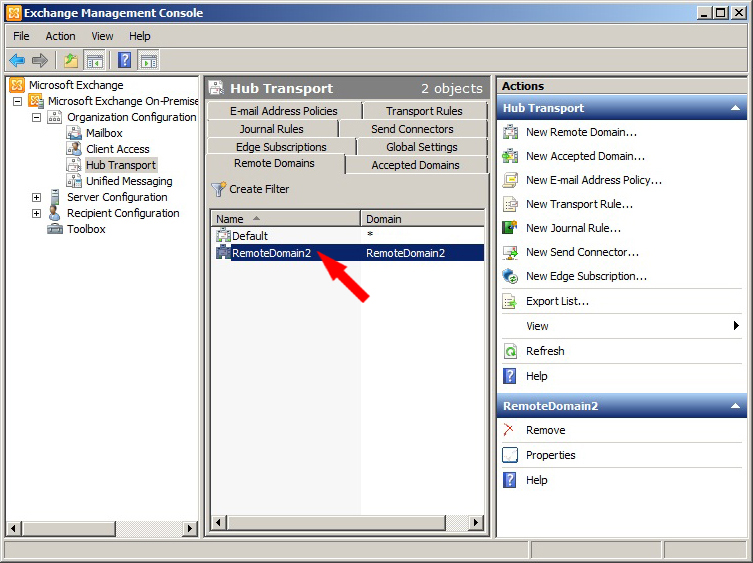 Exchange Management Console
File Action View Help
Microsoft Exchange
Microsoft Exchange On-Premise
Organization Configuration
Mailbox
Client Access
Hub Transport
Unified Messaging
Server Configuration
Recipient Configuration
Toolbox
Hub Transport 2 objects
E-mail Address Policies Transport Rules
Journal Rules Send Connectors
Edge Subscriptions Global Settings
Remote Domains Accepted Domains
Create Filter
Name Domain
Default *
RemoteDomain2 RemoteDomain2
Actions
Hub Transport
New Remote Domain...
New Accepted Domain...
New E-mail Address Policy...
New Transport Rule...
New Journal Rule...
New Send Connector...
New Edge Subscription...
Export List...
View
Refresh
Help
RemoteDomain2
Remove
Properties
Help